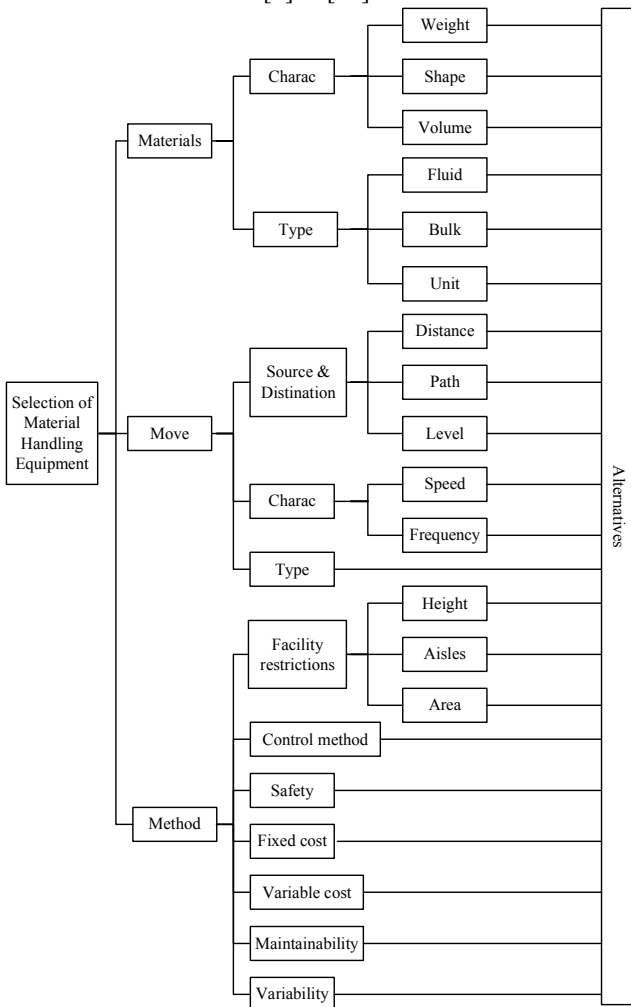 Weight
Charac
Shape
Volume
Materials
Fluid
Type
Bulk
Unit
Distance
Source &
Distination
Path
Level
Selection of
Material
Handling
Equipment
Move
Speed
Charac
Frequency
Type
Alternatives
Height
Facility
restrictions
Aisles
Area
Control method
Safety
Method
Fixed cost
Variable cost
Maintainability
Variability